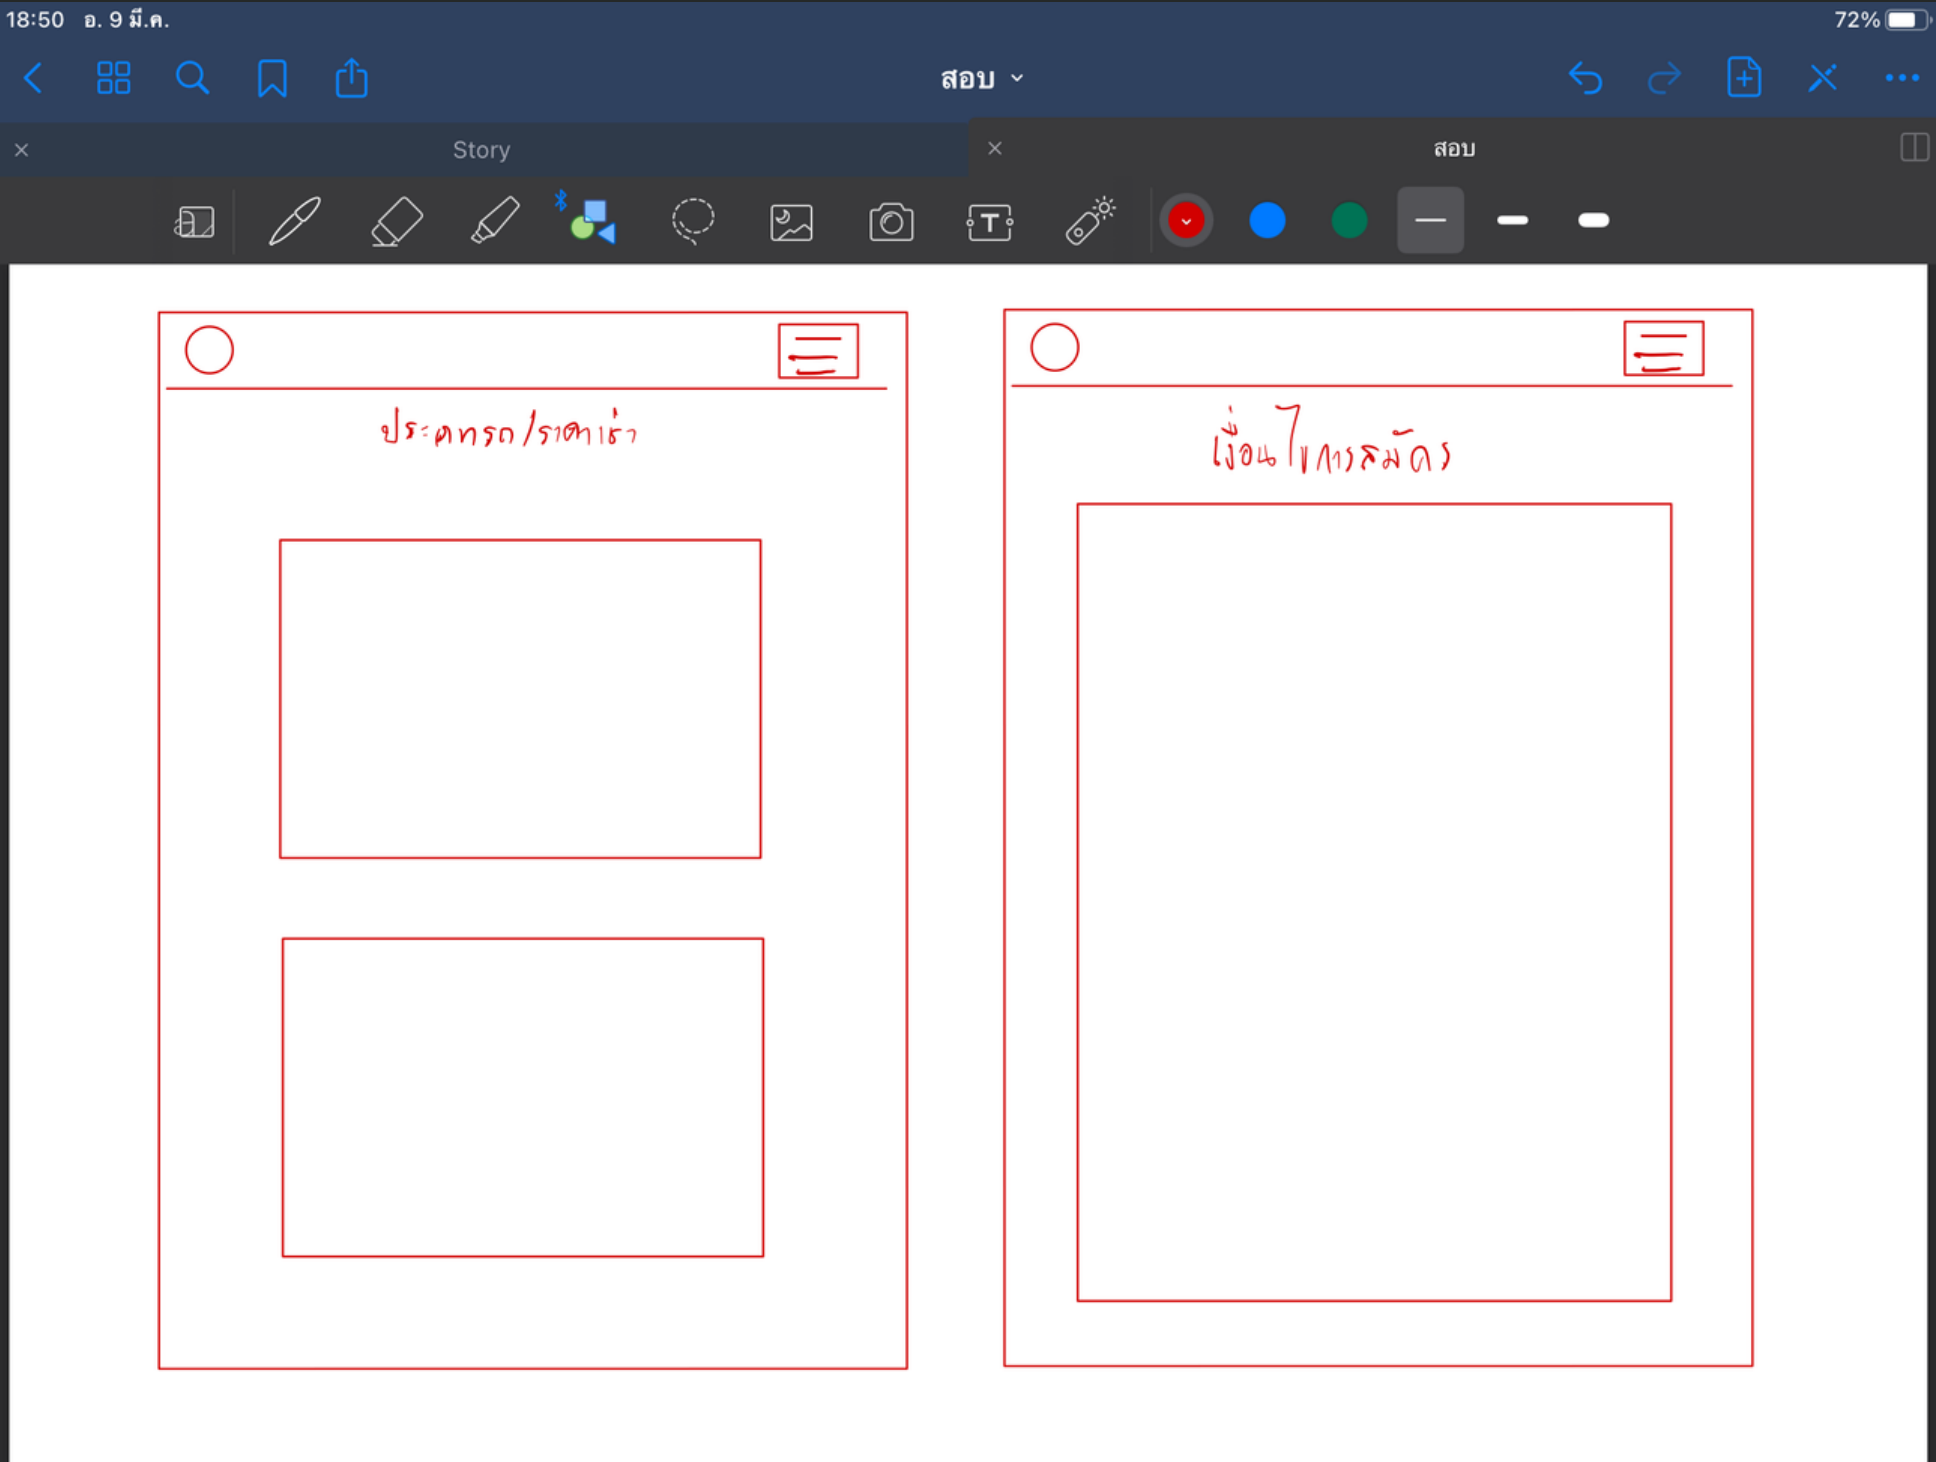 18:50 อ. 9 มี.ค. 72%
สอบ
Story สอบ
ประเภทรถ/ราคาเช่า
เงื่อนไขการสมัคร